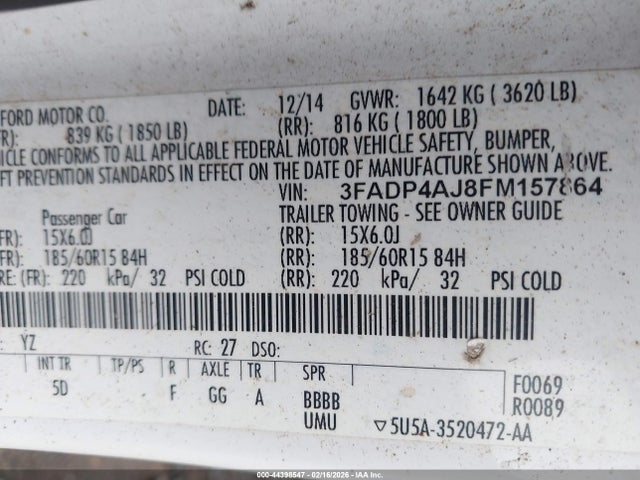 FORD MOTOR CO. DATE: 12/14 GVWR: 1642 KG ( 3620 LB)
FR): 839 KG ( 1850 LB) (RR): 816 KG ( 1800 LB)
ICLE CONFORMS TO ALL APPLICABLE FEDERAL MOTOR VEHICLE SAFETY, BUMPER,
FT PREVENTION STANDARDS IN EFFECT ON THE DATE OF MANUFACTURE SHOWN ABOVE.
VIN: 3FADP4AJ8FM157864
Passenger Car TRAILER TOWING - SEE OWNER GUIDE
FR): 15X6.0J (RR): 15X6.0J
FR): 185/60R15 84H (RR): 185/60R15 84H
RE: (FR): 220 kPa/ 32 PSI COLD (RR): 220 kPa/ 32 PSI COLD
: YZ RC: 27 DSO:
INT TR TP/PS R AXLE TR SPR F0069
5D F GG A BBBB R0089
UMU ▽5U5A-3520472-AA
000-44398547 - 02/16/2026 - IAAI.com